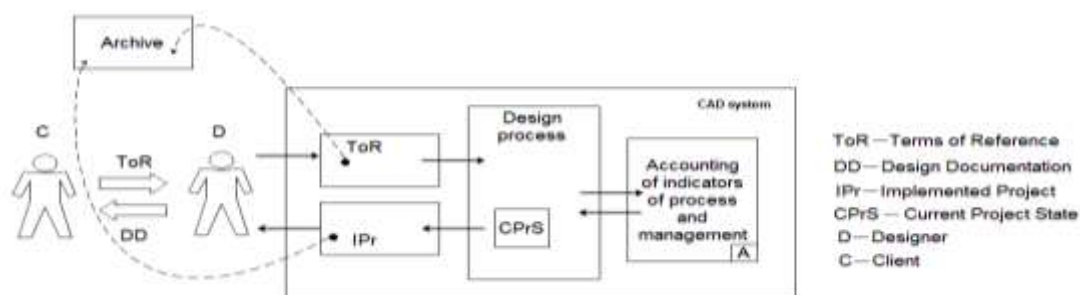 Archive
CAD system
C
D
ToR
DD
ToR
IPr
Design
process
CPrS
Accounting
of indicators
of process
and
management
A
ToR—Terms of Reference
DD—Design Documentation
IPr—Implemented Project
CPrS—Current Project State
D—Designer
C—Client